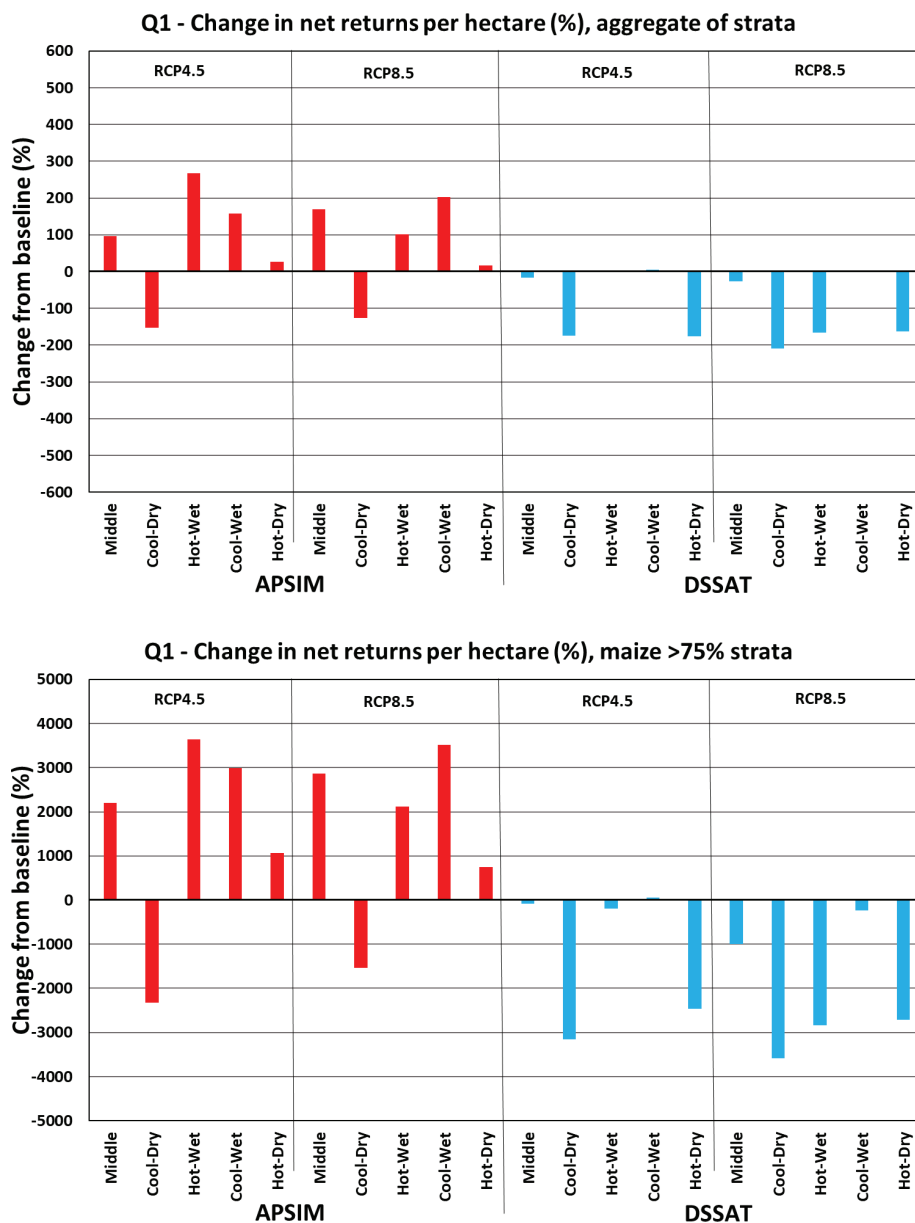 Q1 - Change in net returns per hectare (%), aggregate of strata
600
500
400
300
200
100
0
-100
-200
-300
-400
-500
-600
Change from baseline (%)
RCP4.5 RCP8.5 RCP4.5 RCP8.5
Middle Cool-Dry Hot-Wet Cool-Wet Hot-Dry Middle Cool-Dry Hot-Wet Cool-Wet Hot-Dry Middle Cool-Dry Hot-Wet Cool-Wet Hot-Dry Middle Cool-Dry Hot-Wet Cool-Wet Hot-Dry
APSIM DSSAT
Q1 - Change in net returns per hectare (%), maize >75% strata
5000
4000
3000
2000
1000
0
-1000
-2000
-3000
-4000
-5000
Change from baseline (%)
RCP4.5 RCP8.5 RCP4.5 RCP8.5
Middle Cool-Dry Hot-Wet Cool-Wet Hot-Dry Middle Cool-Dry Hot-Wet Cool-Wet Hot-Dry Middle Cool-Dry Hot-Wet Cool-Wet Hot-Dry Middle Cool-Dry Hot-Wet Cool-Wet Hot-Dry
APSIM DSSAT